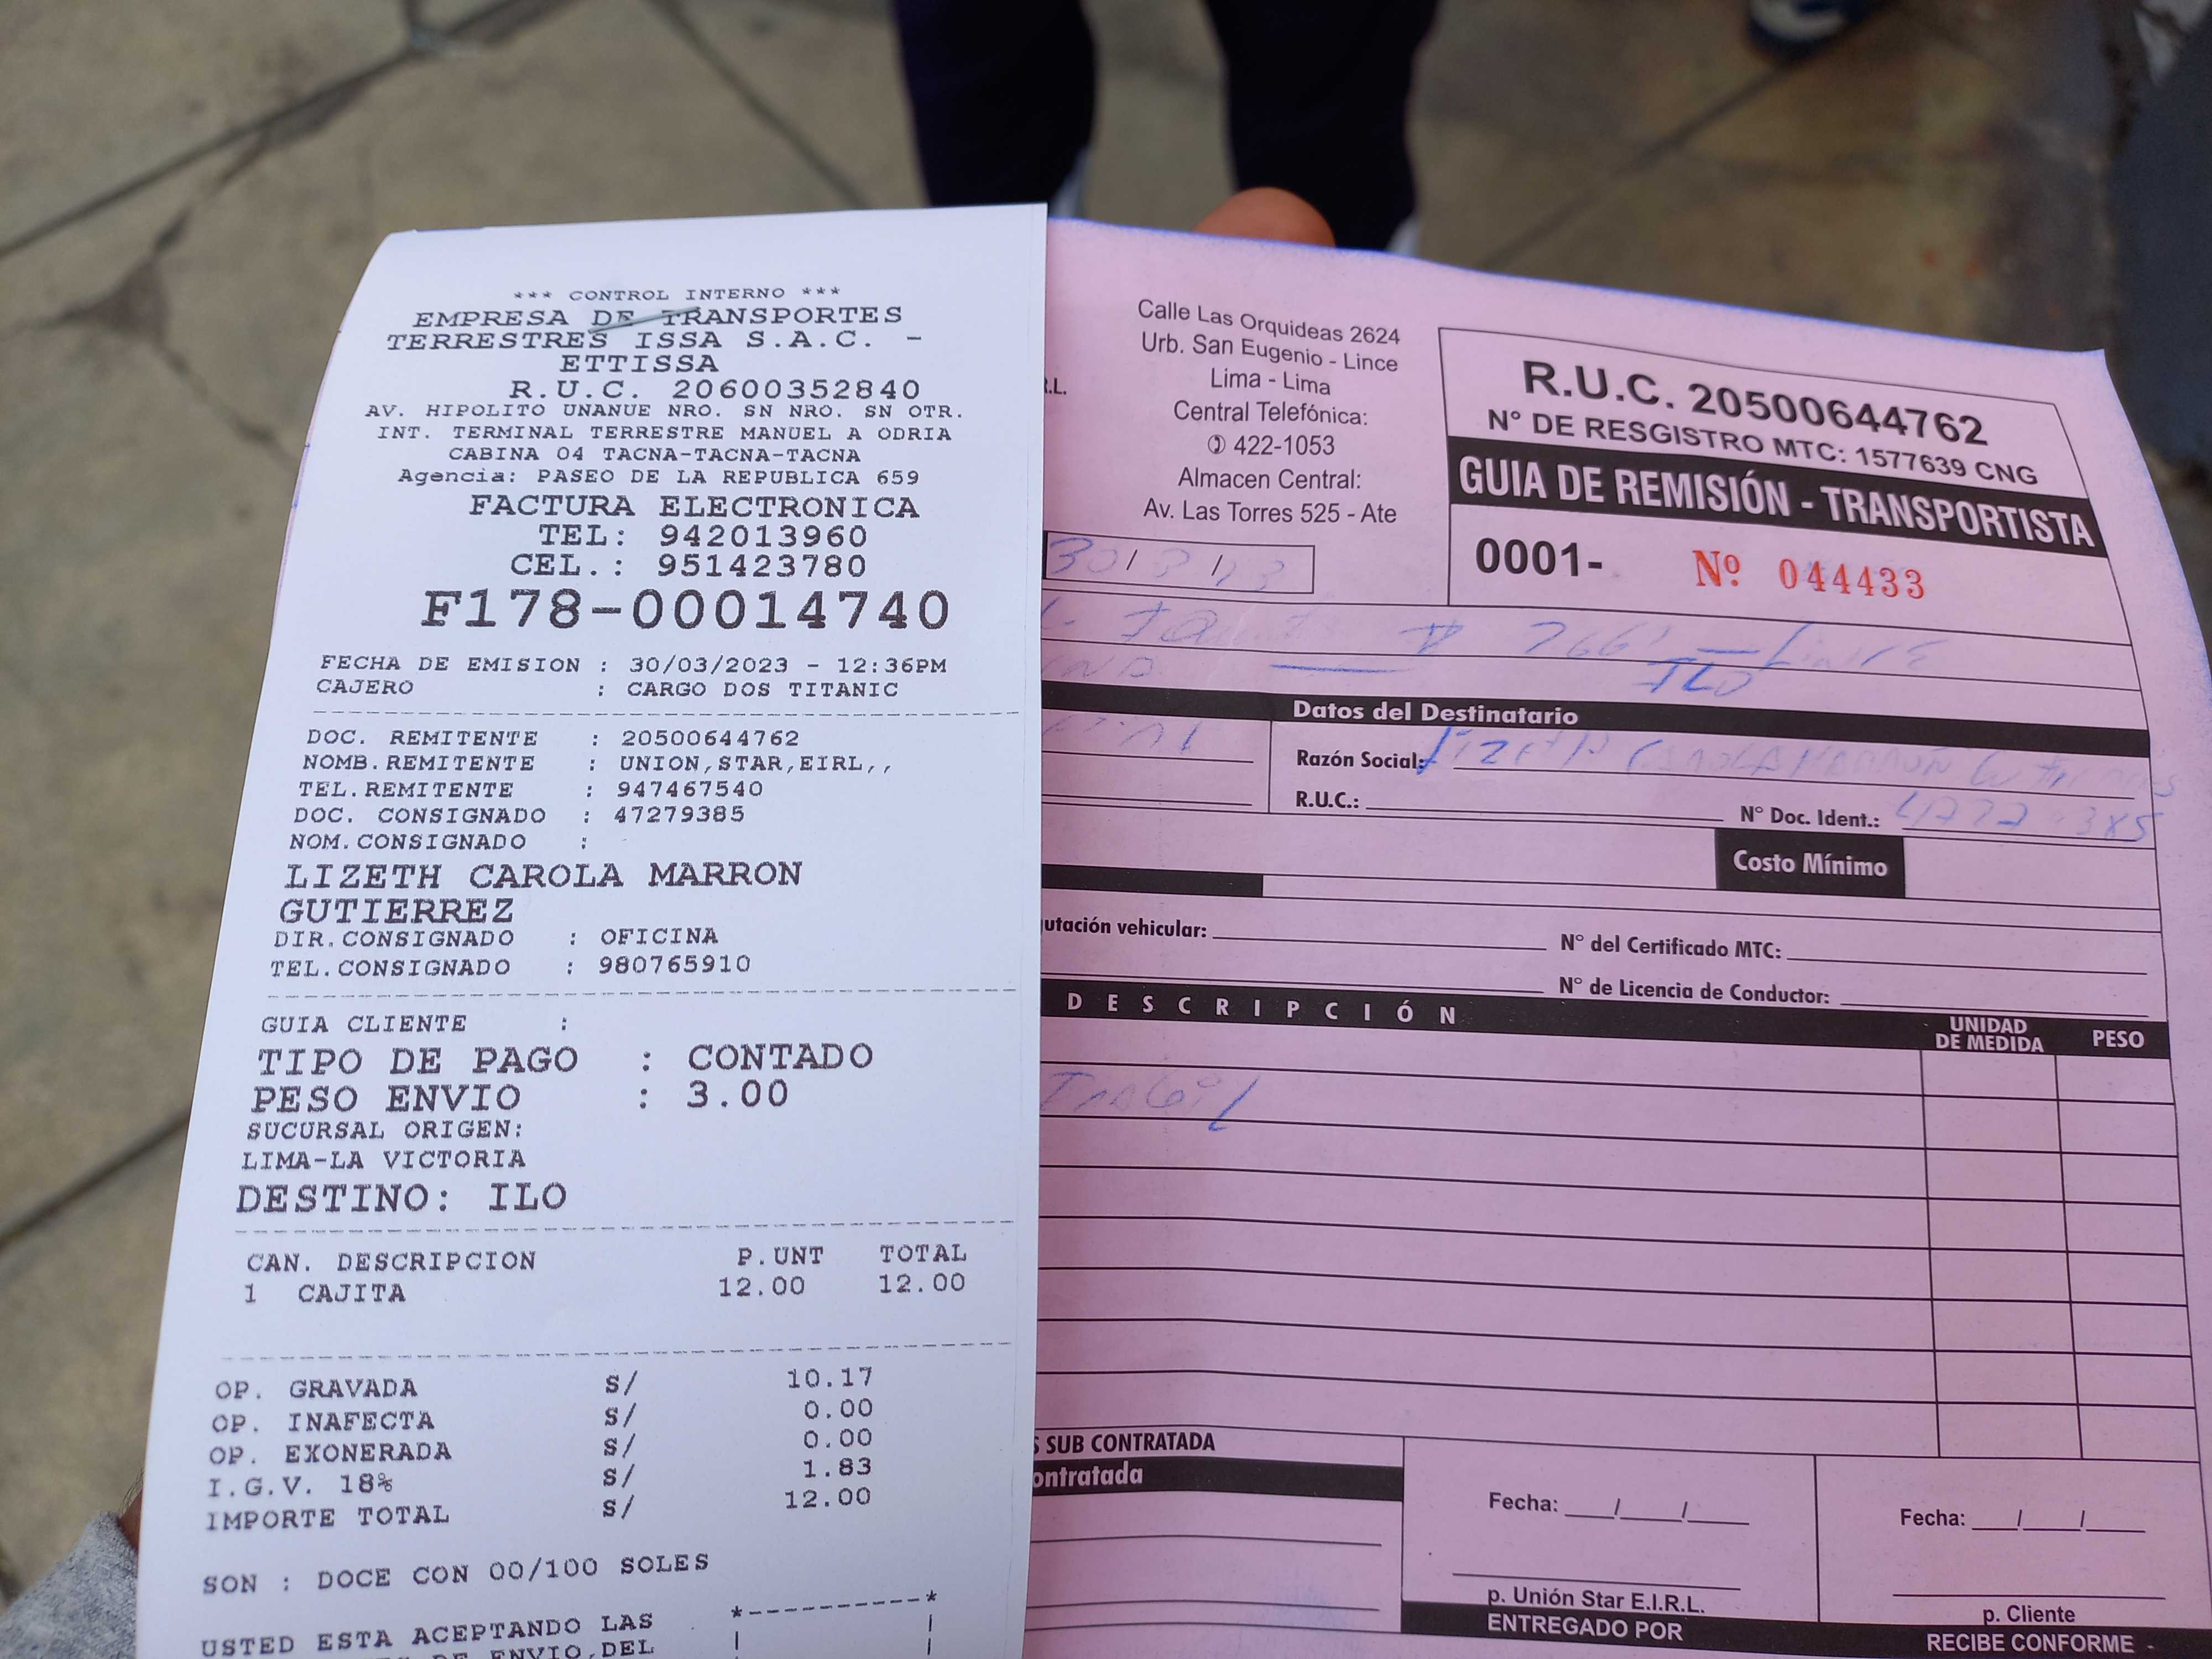 *** CONTROL INTERNO ***
EMPRESA DE TRANSPORTES
TERRESTRES ISSA S.A.C. -
ETTISSA
R.U.C. 20600352840
AV. HIPOLITO UNANUE NRO. SN NRO. SN OTR.
INT. TERMINAL TERRESTRE MANUEL A ODRIA
CABINA 04 TACNA-TACNA-TACNA
Agencia: PASEO DE LA REPUBLICA 659
FACTURA ELECTRONICA
TEL: 942013960
CEL.: 951423780
F178-00014740
FECHA DE EMISION : 30/03/2023 - 12:36PM
CAJERO : CARGO DOS TITANIC
DOC. REMITENTE : 20500644762
NOMB.REMITENTE : UNION,STAR,EIRL,,
TEL.REMITENTE : 947467540
DOC. CONSIGNADO : 47279385
NOM.CONSIGNADO :
LIZETH CAROLA MARRON
GUTIERREZ
DIR.CONSIGNADO : OFICINA
TEL.CONSIGNADO : 980765910
GUIA CLIENTE :
TIPO DE PAGO : CONTADO
PESO ENVIO : 3.00
SUCURSAL ORIGEN:
LIMA-LA VICTORIA
DESTINO: ILO
CAN. DESCRIPCION P.UNT TOTAL
1 CAJITA 12.00 12.00
OP. GRAVADA S/ 10.17
OP. INAFECTA S/ 0.00
OP. EXONERADA S/ 0.00
I.G.V. 18% S/ 1.83
IMPORTE TOTAL S/ 12.00
SON : DOCE CON 00/100 SOLES
USTED ESTA ACEPTANDO LAS
DE ENVIO,DEL
.L.
Calle Las Orquideas 2624
Urb. San Eugenio - Lince
Lima - Lima
Central Telefónica:
✆ 422-1053
Almacen Central:
Av. Las Torres 525 - Ate
R.U.C. 20500644762
N° DE RESGISTRO MTC: 1577639 CNG
GUIA DE REMISIÓN - TRANSPORTISTA
0001- Nº 044433
ILO
Datos del Destinatario
Razón Social:
R.U.C.: N° Doc. Ident.:
Costo Mínimo
utación vehicular: N° del Certificado MTC:
N° de Licencia de Conductor:
DESCRIPCIÓN UNIDAD DE MEDIDA PESO
S SUB CONTRATADA
ontratada
Fecha: / /
p. Unión Star E.I.R.L.
ENTREGADO POR
Fecha: / /
p. Cliente
RECIBE CONFORME -